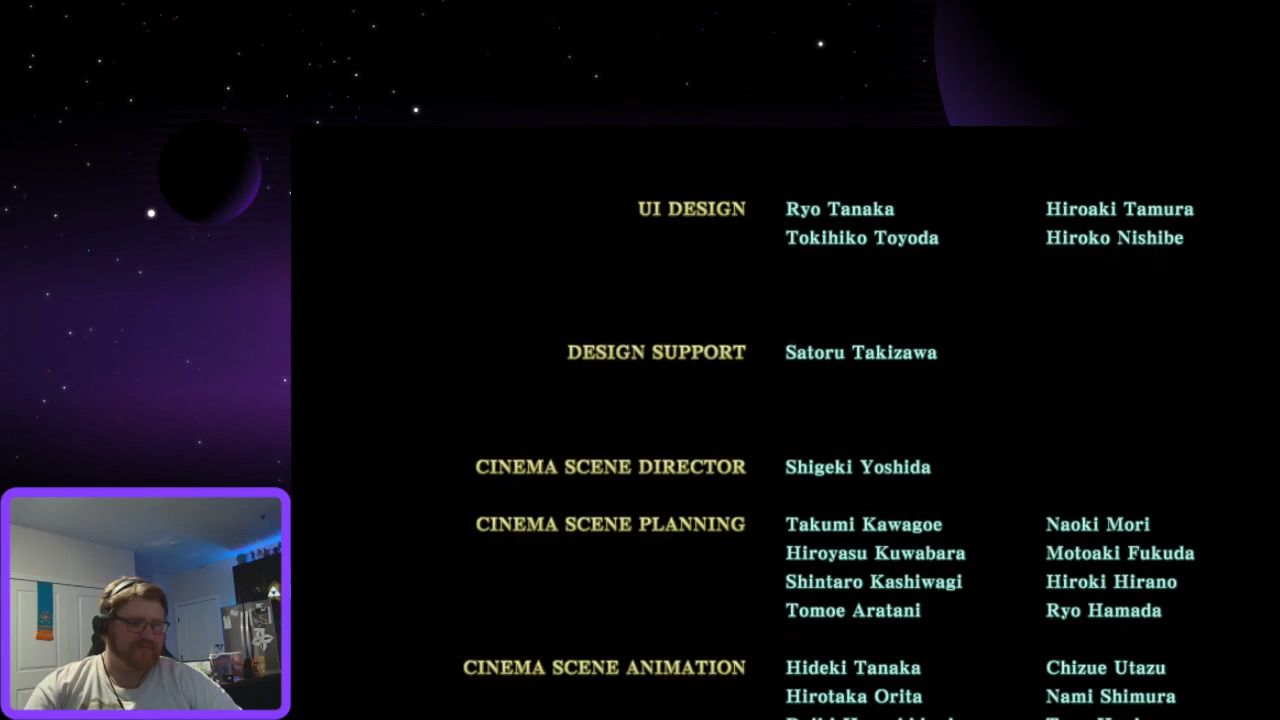 UI DESIGN Ryo Tanaka Hiroaki Tamura
Tokihiko Toyoda Hiroko Nishibe
DESIGN SUPPORT Satoru Takizawa
CINEMA SCENE DIRECTOR Shigeki Yoshida
CINEMA SCENE PLANNING Takumi Kawagoe Naoki Mori
Hiroyasu Kuwabara Motoaki Fukuda
Shintaro Kashiwagi Hiroki Hirano
Tomoe Aratani Ryo Hamada
CINEMA SCENE ANIMATION Hideki Tanaka Chizue Utazu
Hirotaka Orita Nami Shimura